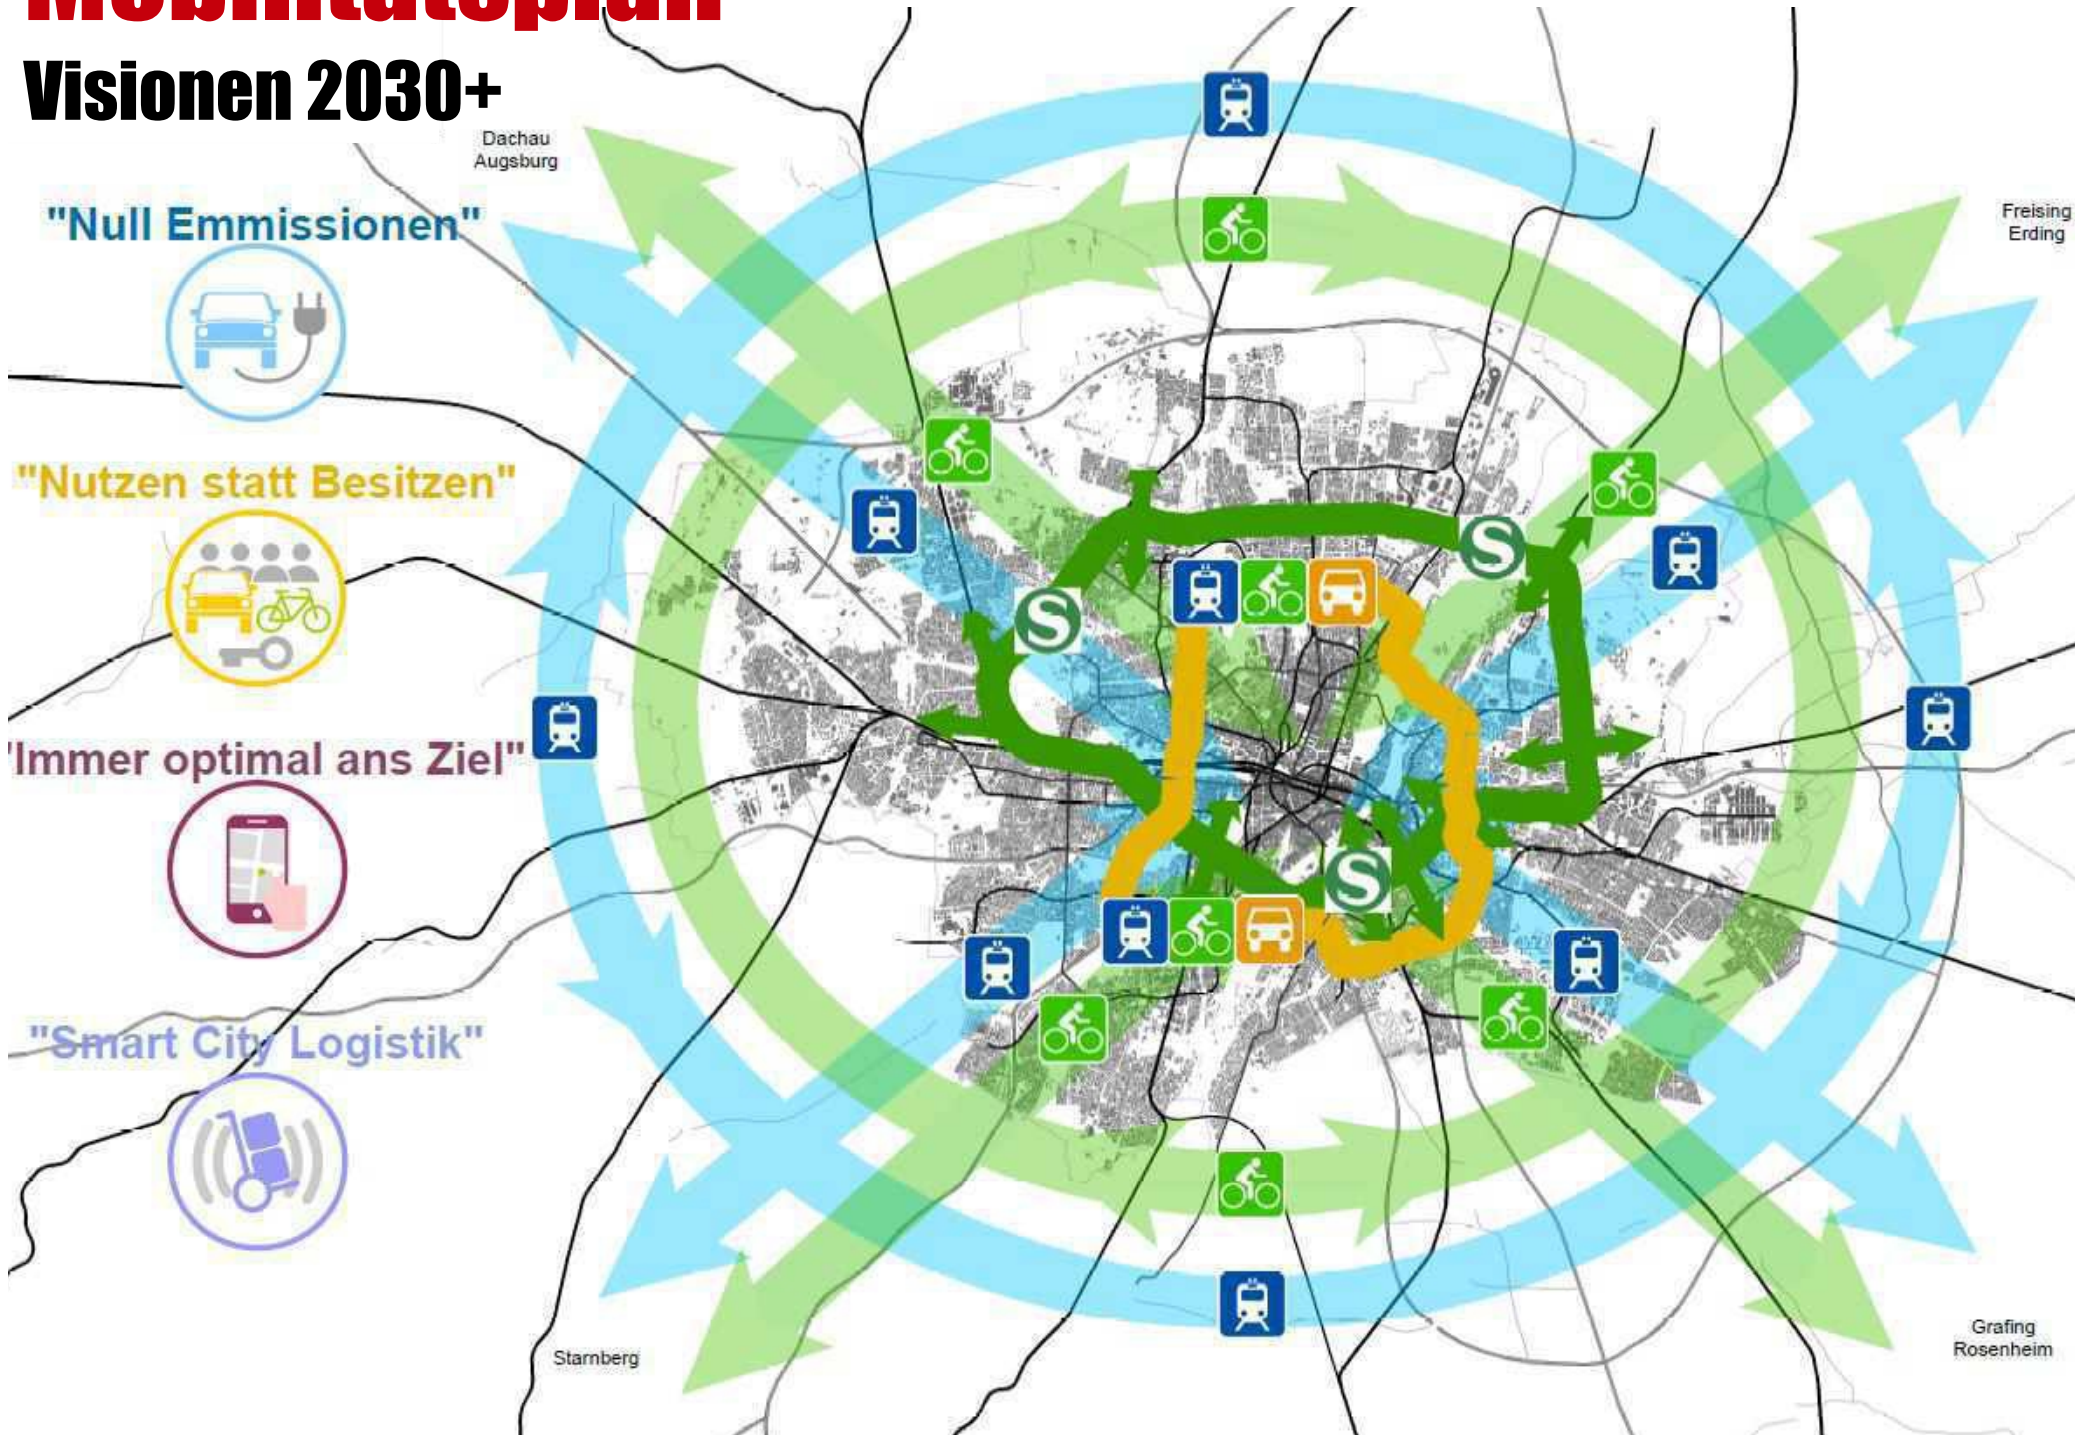 Mobilitätsplan
Visionen 2030+
Dachau
Augsburg
Freising
Erding
"Null Emmissionen"
"Nutzen statt Besitzen"
"Immer optimal ans Ziel"
"Smart City Logistik"
S
S
S
Starnberg
Grafing
Rosenheim